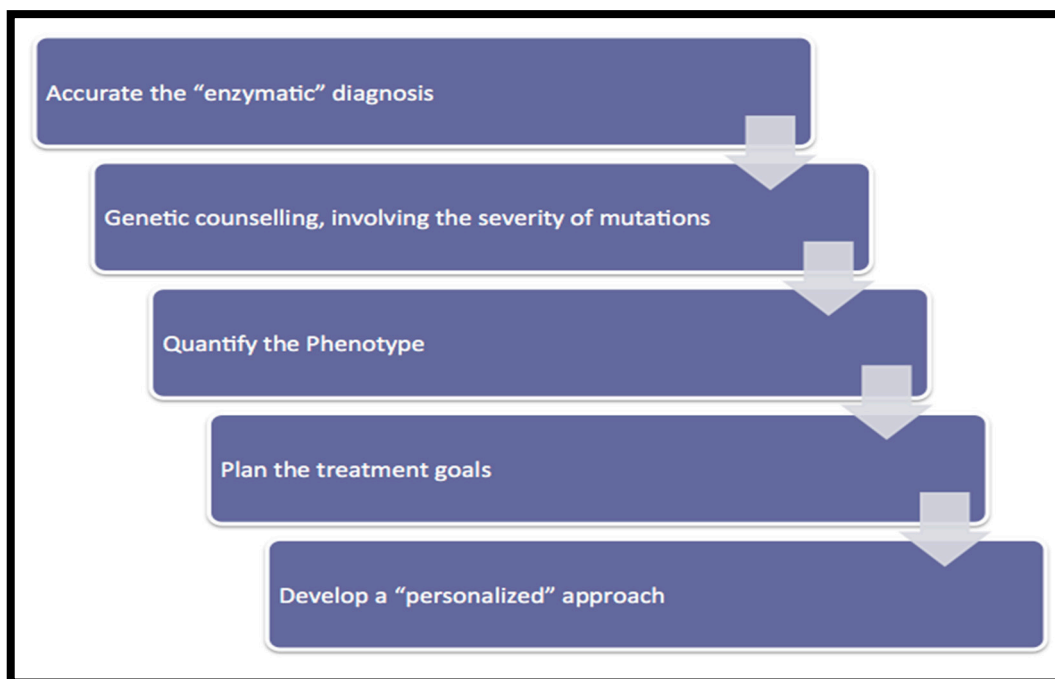 Accurate the “enzymatic” diagnosis
Genetic counselling, involving the severity of mutations
Quantify the Phenotype
Plan the treatment goals
Develop a “personalized” approach